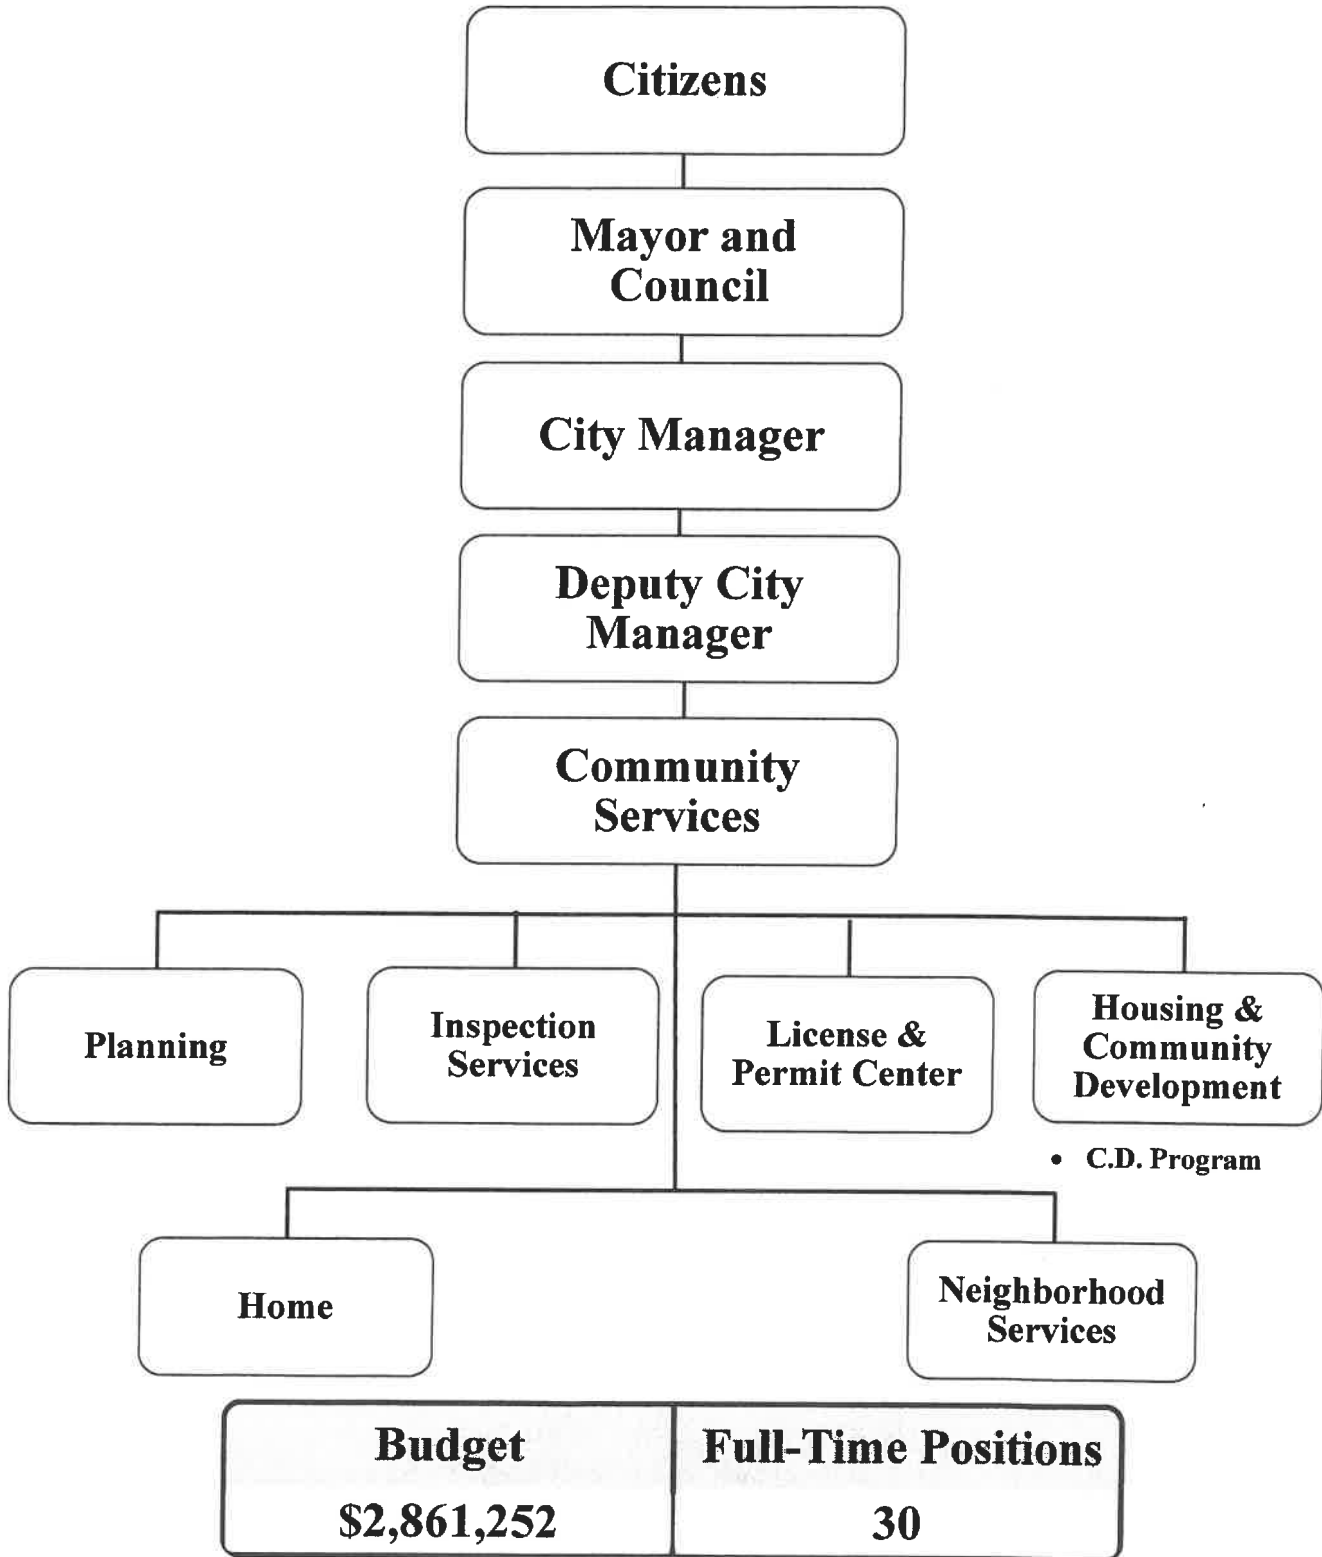 Citizens
Mayor and
Council
City Manager
Deputy City
Manager
Community
Services
Planning
Inspection
Services
License &
Permit Center
Housing &
Community
Development
• C.D. Program
Home
Neighborhood
Services
Budget
Full-Time Positions
$2,861,252
30